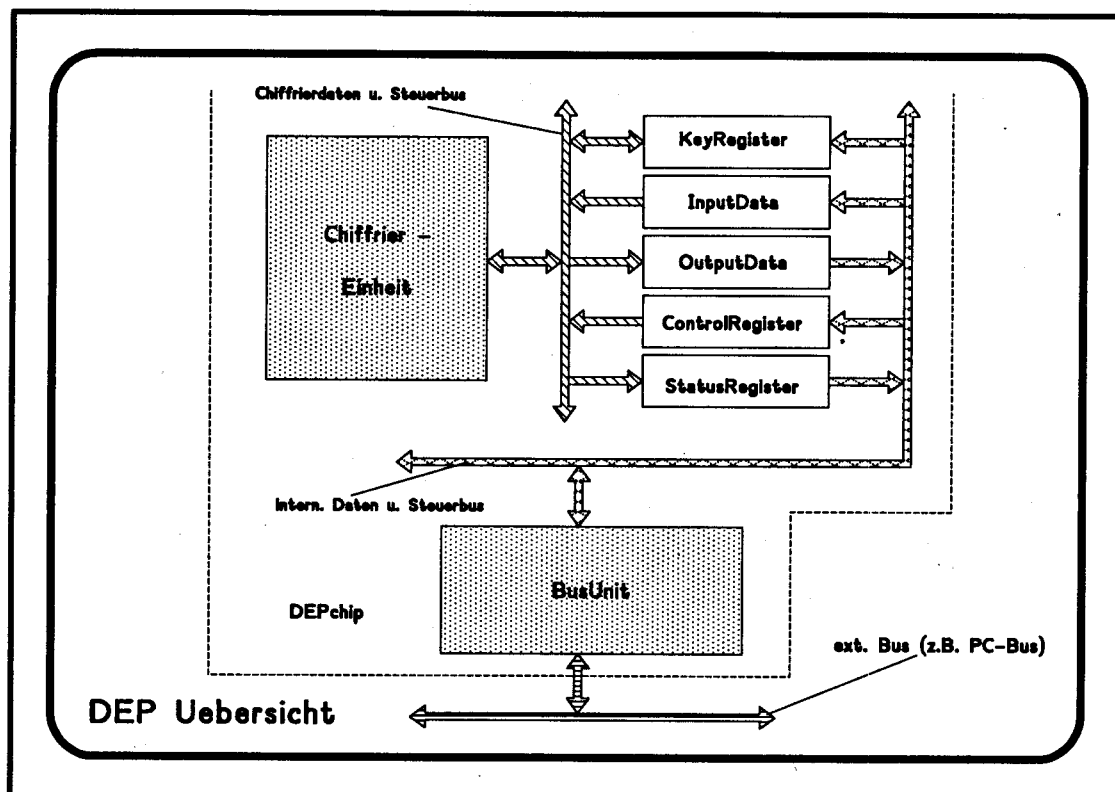 Chiffrierdaten u. Steuerbus
KeyRegister
InputData
Chiffrier –
Einheit
OutputData
ControlRegister
StatusRegister
Intern. Daten u. Steuerbus
BusUnit
DEPchip
ext. Bus (z.B. PC-Bus)
DEP Uebersicht